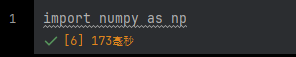 1 import numpy as np
[6] 173毫秒